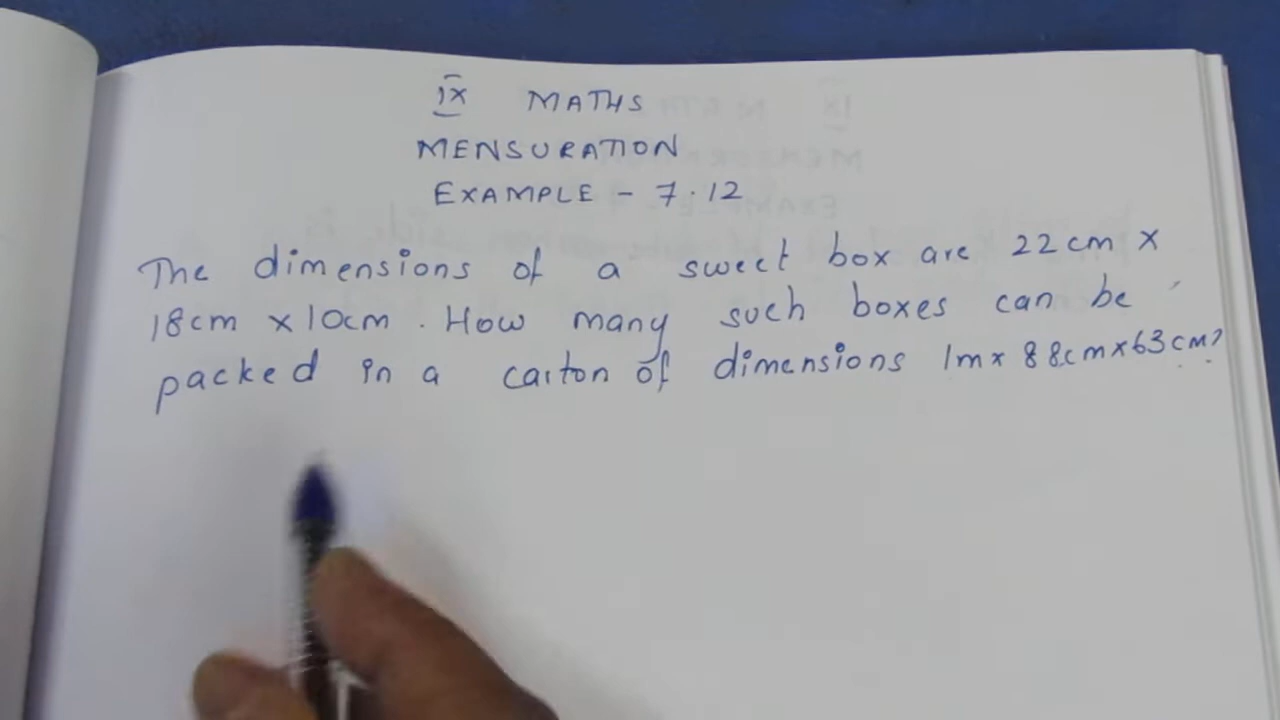 IX MATHS
MENSURATION
EXAMPLE - 7.12
The dimensions of a sweet box are 22cm x
18cm x 10cm. How many such boxes can be
packed in a carton of dimensions 1m x 88cm x 63cm?